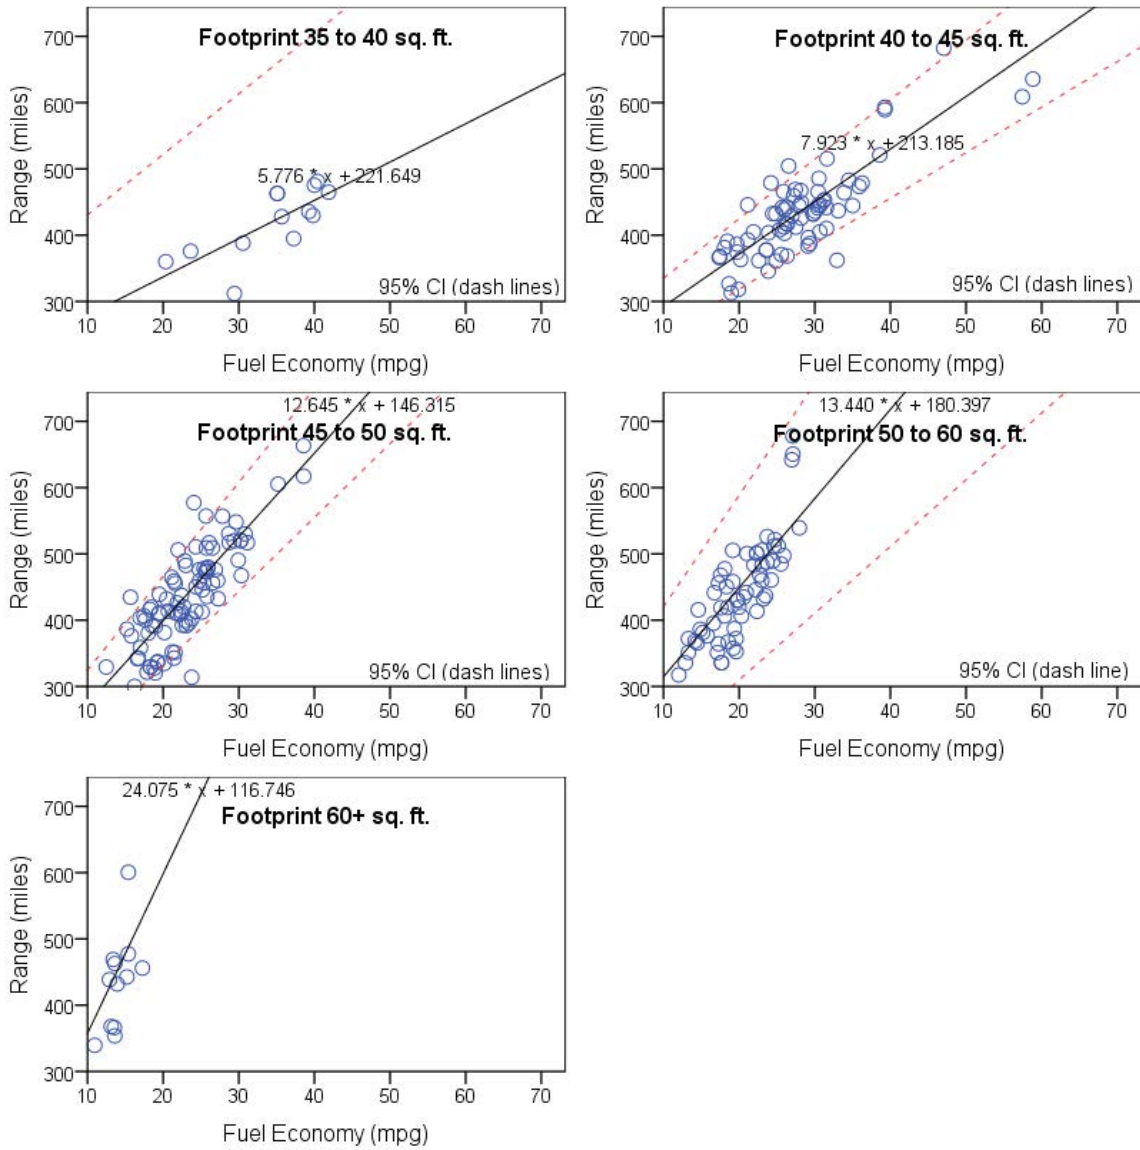 Footprint 35 to 40 sq. ft.
700
600
500
400
300
Range (miles)
5.776 * x + 221.649
95% CI (dash lines)
10 20 30 40 50 60 70
Fuel Economy (mpg)
Footprint 40 to 45 sq. ft.
700
600
500
400
300
Range (miles)
7.923 * x + 213.185
95% CI (dash lines)
10 20 30 40 50 60 70
Fuel Economy (mpg)
12.645 * x + 146.315
Footprint 45 to 50 sq. ft.
700
600
500
400
300
Range (miles)
95% CI (dash lines)
10 20 30 40 50 60 70
Fuel Economy (mpg)
13.440 * x + 180.397
Footprint 50 to 60 sq. ft.
700
600
500
400
300
Range (miles)
95% CI (dash line)
10 20 30 40 50 60 70
Fuel Economy (mpg)
24.075 * x + 116.746
Footprint 60+ sq. ft.
700
600
500
400
300
Range (miles)
10 20 30 40 50 60 70
Fuel Economy (mpg)